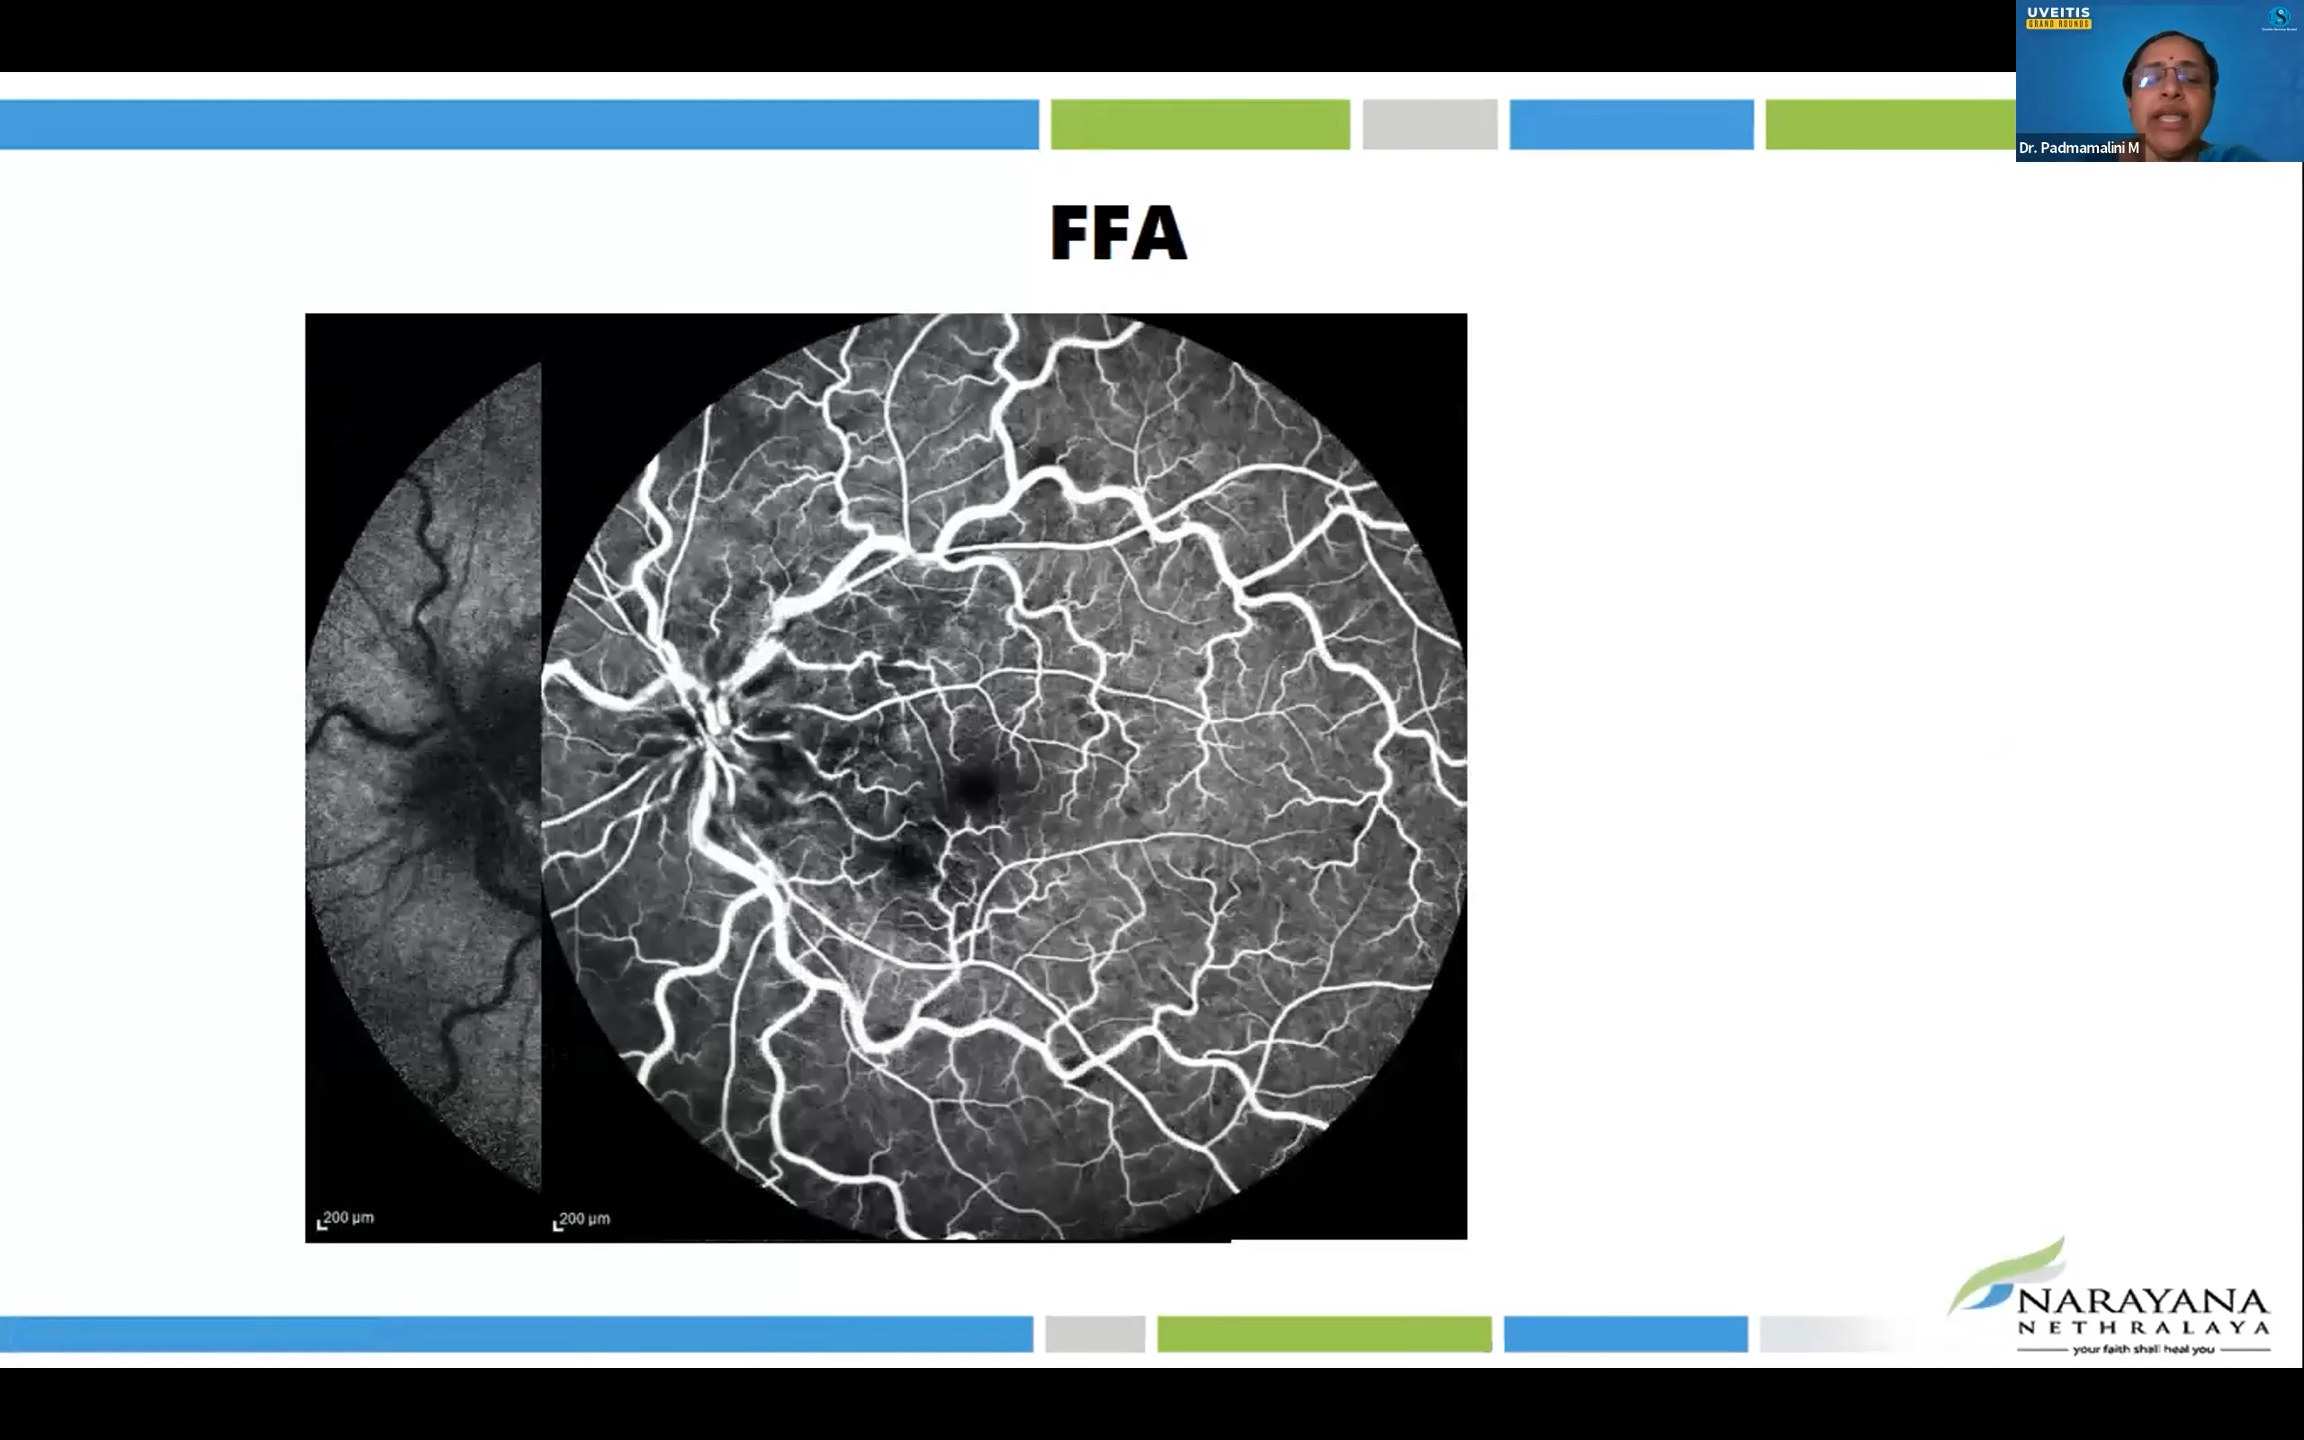 UVEITIS
GRAND ROUNDS
Dr. Padmamalini M
FFA
200 µm
200 µm
NARAYANA
NETHRALAYA
your faith shall heal you